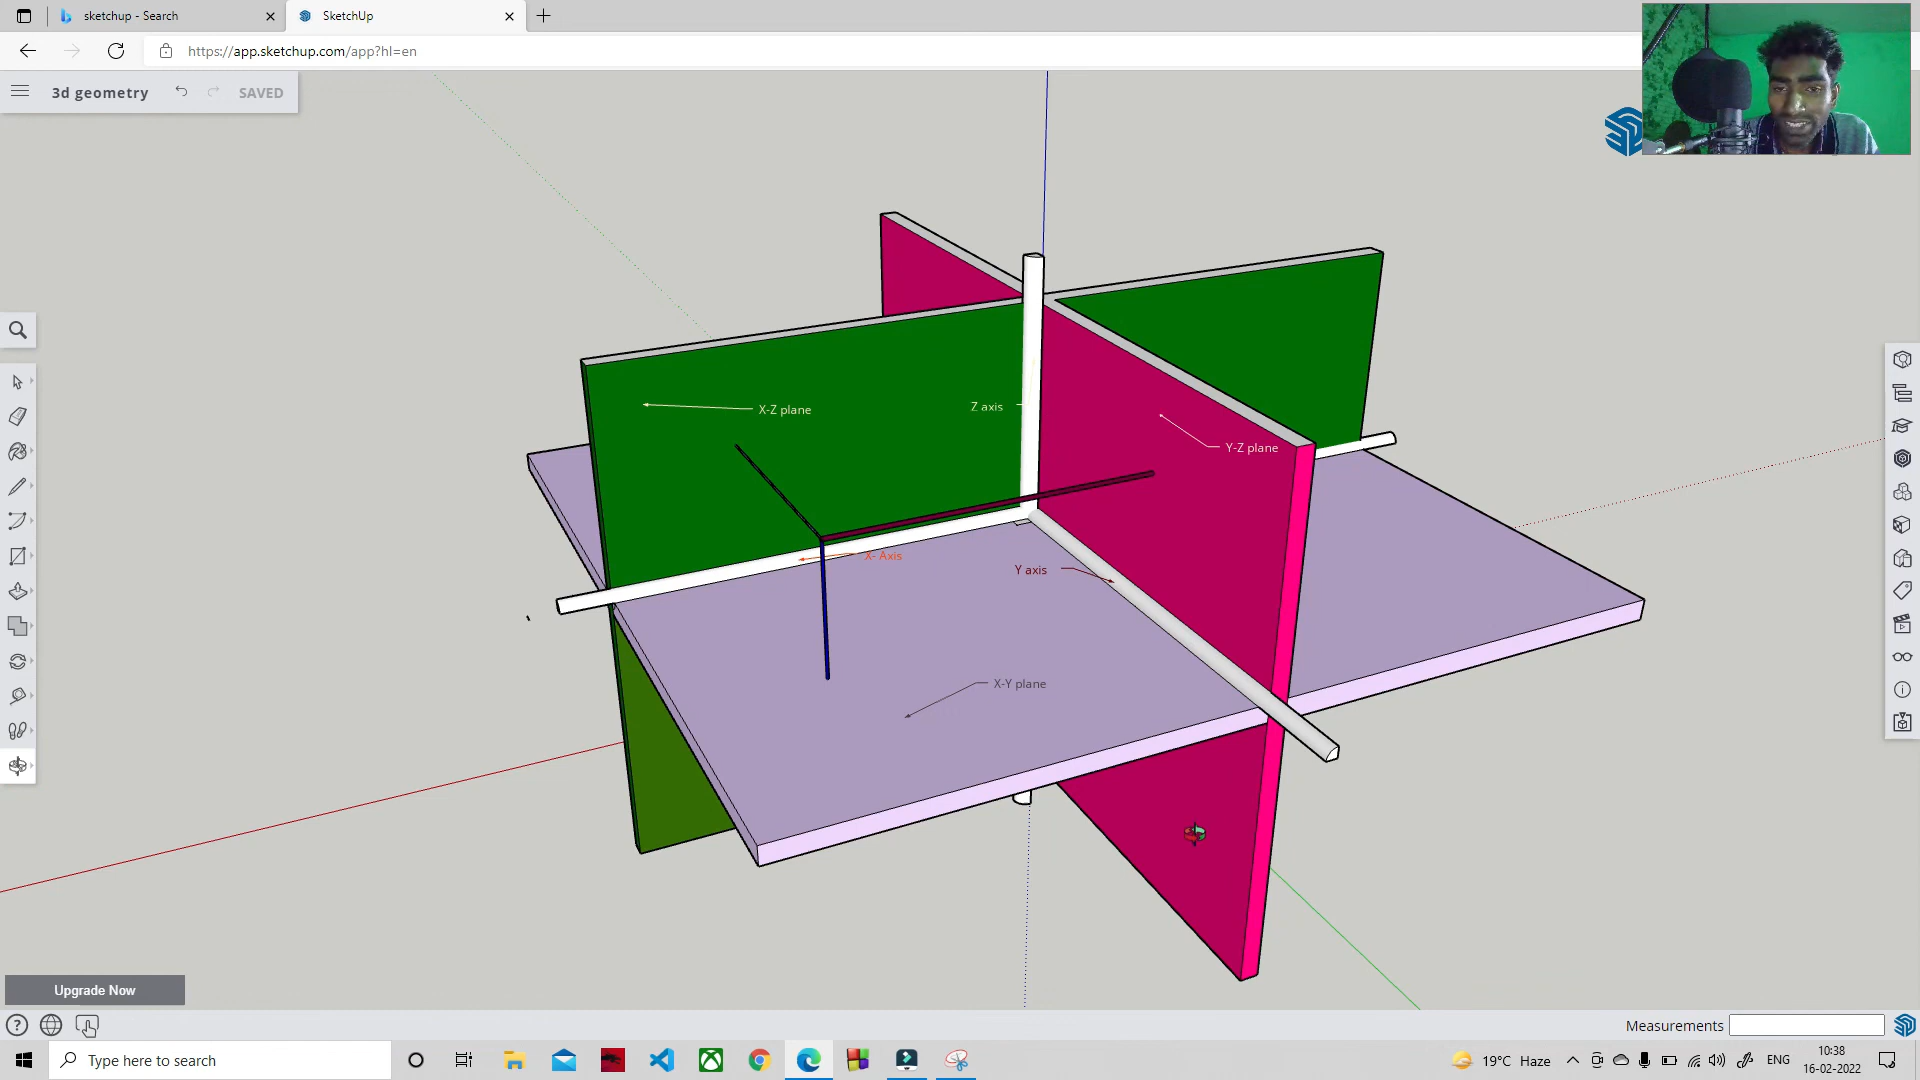 sketchup - Search
SketchUp
https://app.sketchup.com/app?hl=en
3d geometry
SAVED
X-Z plane
Z axis
Y-Z plane
X- Axis
Y axis
X-Y plane
Upgrade Now
Measurements
Type here to search
19°C Haze
ENG
10:38
16-02-2022